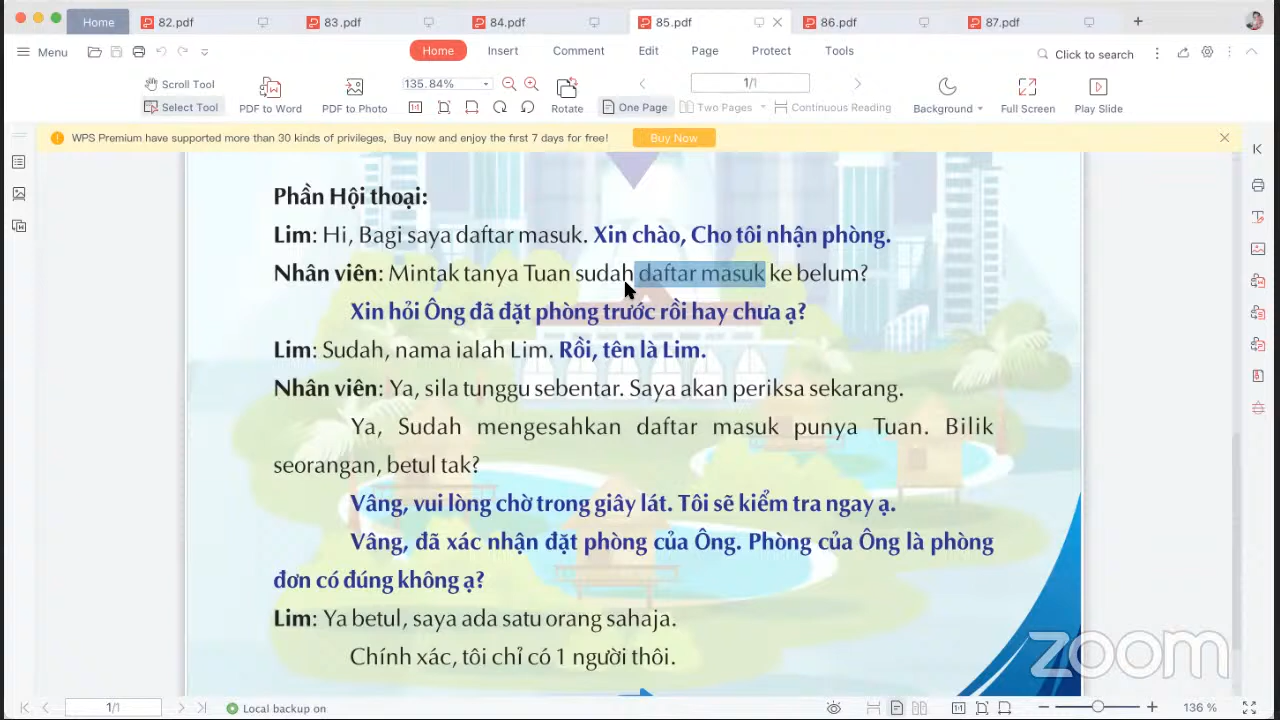 Home 82.pdf 83.pdf 84.pdf 85.pdf 86.pdf 87.pdf
Menu Home Insert Comment Edit Page Protect Tools Click to search
Scroll Tool 135.84% 1/1
Select Tool PDF to Word PDF to Photo Rotate One Page Two Pages Continuous Reading Background Full Screen Play Slide
WPS Premium have supported more than 30 kinds of privileges, Buy now and enjoy the first 7 days for free! Buy Now
Phần Hội thoại:
Lim: Hi, Bagi saya daftar masuk. Xin chào, Cho tôi nhận phòng.
Nhân viên: Mintak tanya Tuan sudah daftar masuk ke belum?
Xin hỏi Ông đã đặt phòng trước rồi hay chưa ạ?
Lim: Sudah, nama ialah Lim. Rồi, tên là Lim.
Nhân viên: Ya, sila tunggu sebentar. Saya akan periksa sekarang.
Ya, Sudah mengesahkan daftar masuk punya Tuan. Bilik
seorangan, betul tak?
Vâng, vui lòng chờ trong giây lát. Tôi sẽ kiểm tra ngay ạ.
Vâng, đã xác nhận đặt phòng của Ông. Phòng của Ông là phòng
đơn có đúng không ạ?
Lim: Ya betul, saya ada satu orang sahaja.
Chính xác, tôi chỉ có 1 người thôi.
zoom
1/1 Local backup on 136 %